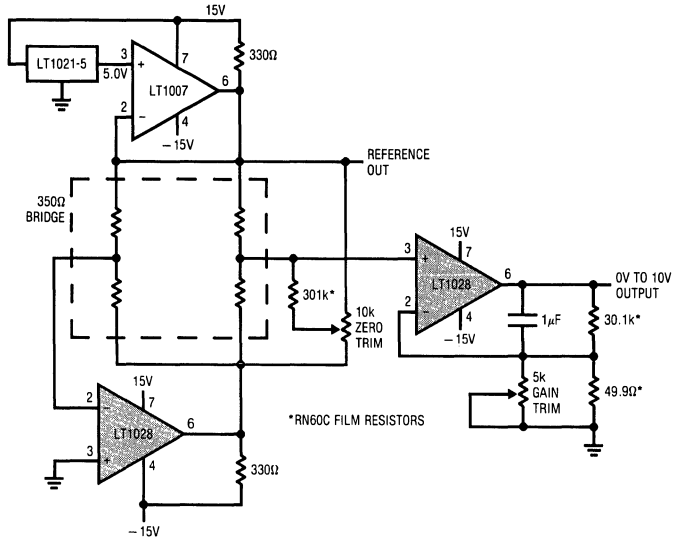 15V
LT1021-5
5.0V
3
+
7
330Ω
LT1007
6
2
−
4
−15V
REFERENCE
OUT
350Ω
BRIDGE
301k*
10k
ZERO
TRIM
15V
3
+
7
LT1028
6
2
−
4
−15V
0V TO 10V
OUTPUT
1µF
30.1k*
5k
GAIN
TRIM
49.9Ω*
15V
2
−
7
LT1028
6
3
+
4
330Ω
−15V
*RN60C FILM RESISTORS